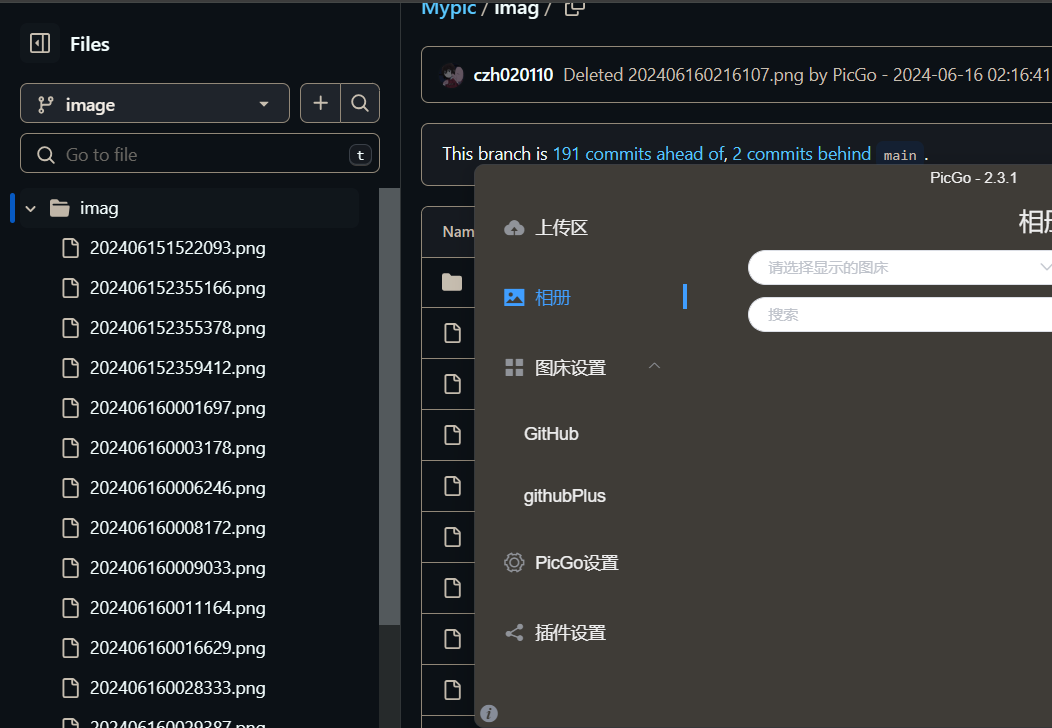 Files
image
Go to file
t
imag
202406151522093.png
202406152355166.png
202406152355378.png
202406152359412.png
202406160001697.png
202406160003178.png
202406160006246.png
202406160008172.png
202406160009033.png
202406160011164.png
202406160016629.png
202406160028333.png
202406160029387.png
Mypic / imag /
czh020110 Deleted 202406160216107.png by PicGo - 2024-06-16 02:16:41
This branch is 191 commits ahead of, 2 commits behind main .
Nam
PicGo - 2.3.1
上传区
相册
图床设置
GitHub
githubPlus
PicGo设置
插件设置
相册
请选择显示的图床
搜索